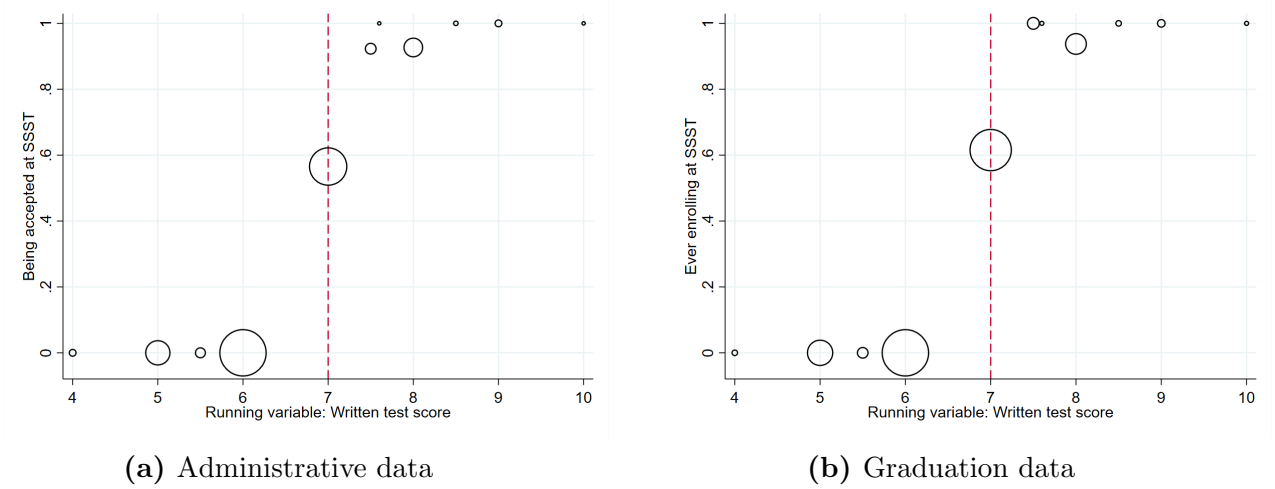 Being accepted at SSST
1
.8
.6
.4
.2
0
4 5 6 7 8 9 10
Running variable: Written test score
(a) Administrative data
Ever enrolling at SSST
1
.8
.6
.4
.2
0
4 5 6 7 8 9 10
Running variable: Written test score
(b) Graduation data